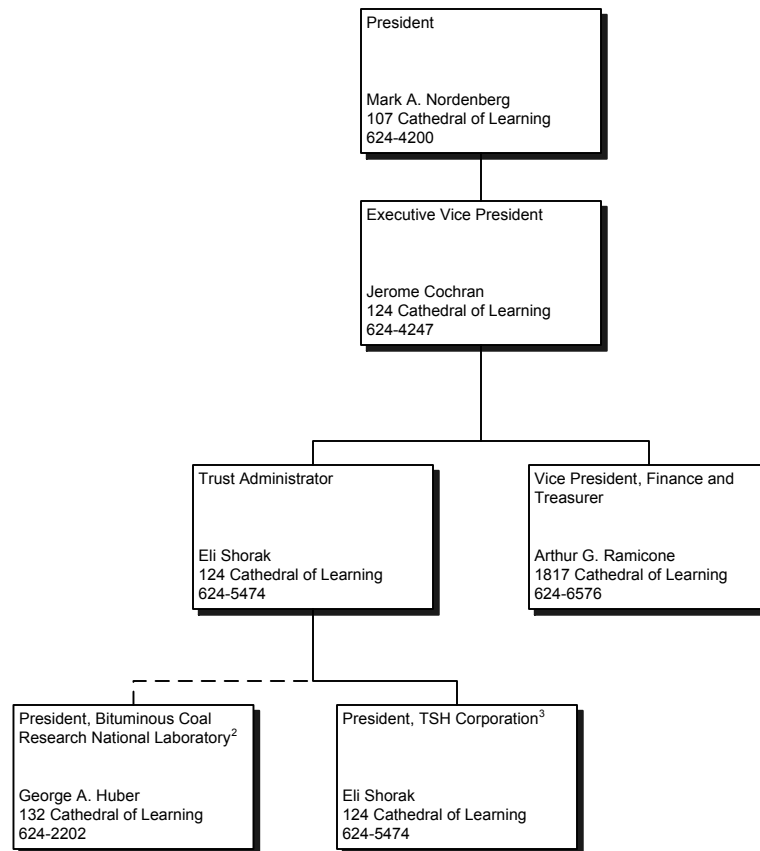 President
Mark A. Nordenberg
107 Cathedral of Learning
624-4200
Executive Vice President
Jerome Cochran
124 Cathedral of Learning
624-4247
Trust Administrator
Eli Shorak
124 Cathedral of Learning
624-5474
Vice President, Finance and
Treasurer
Arthur G. Ramicone
1817 Cathedral of Learning
624-6576
President, Bituminous Coal
Research National Laboratory²
George A. Huber
132 Cathedral of Learning
624-2202
President, TSH Corporation³
Eli Shorak
124 Cathedral of Learning
624-5474